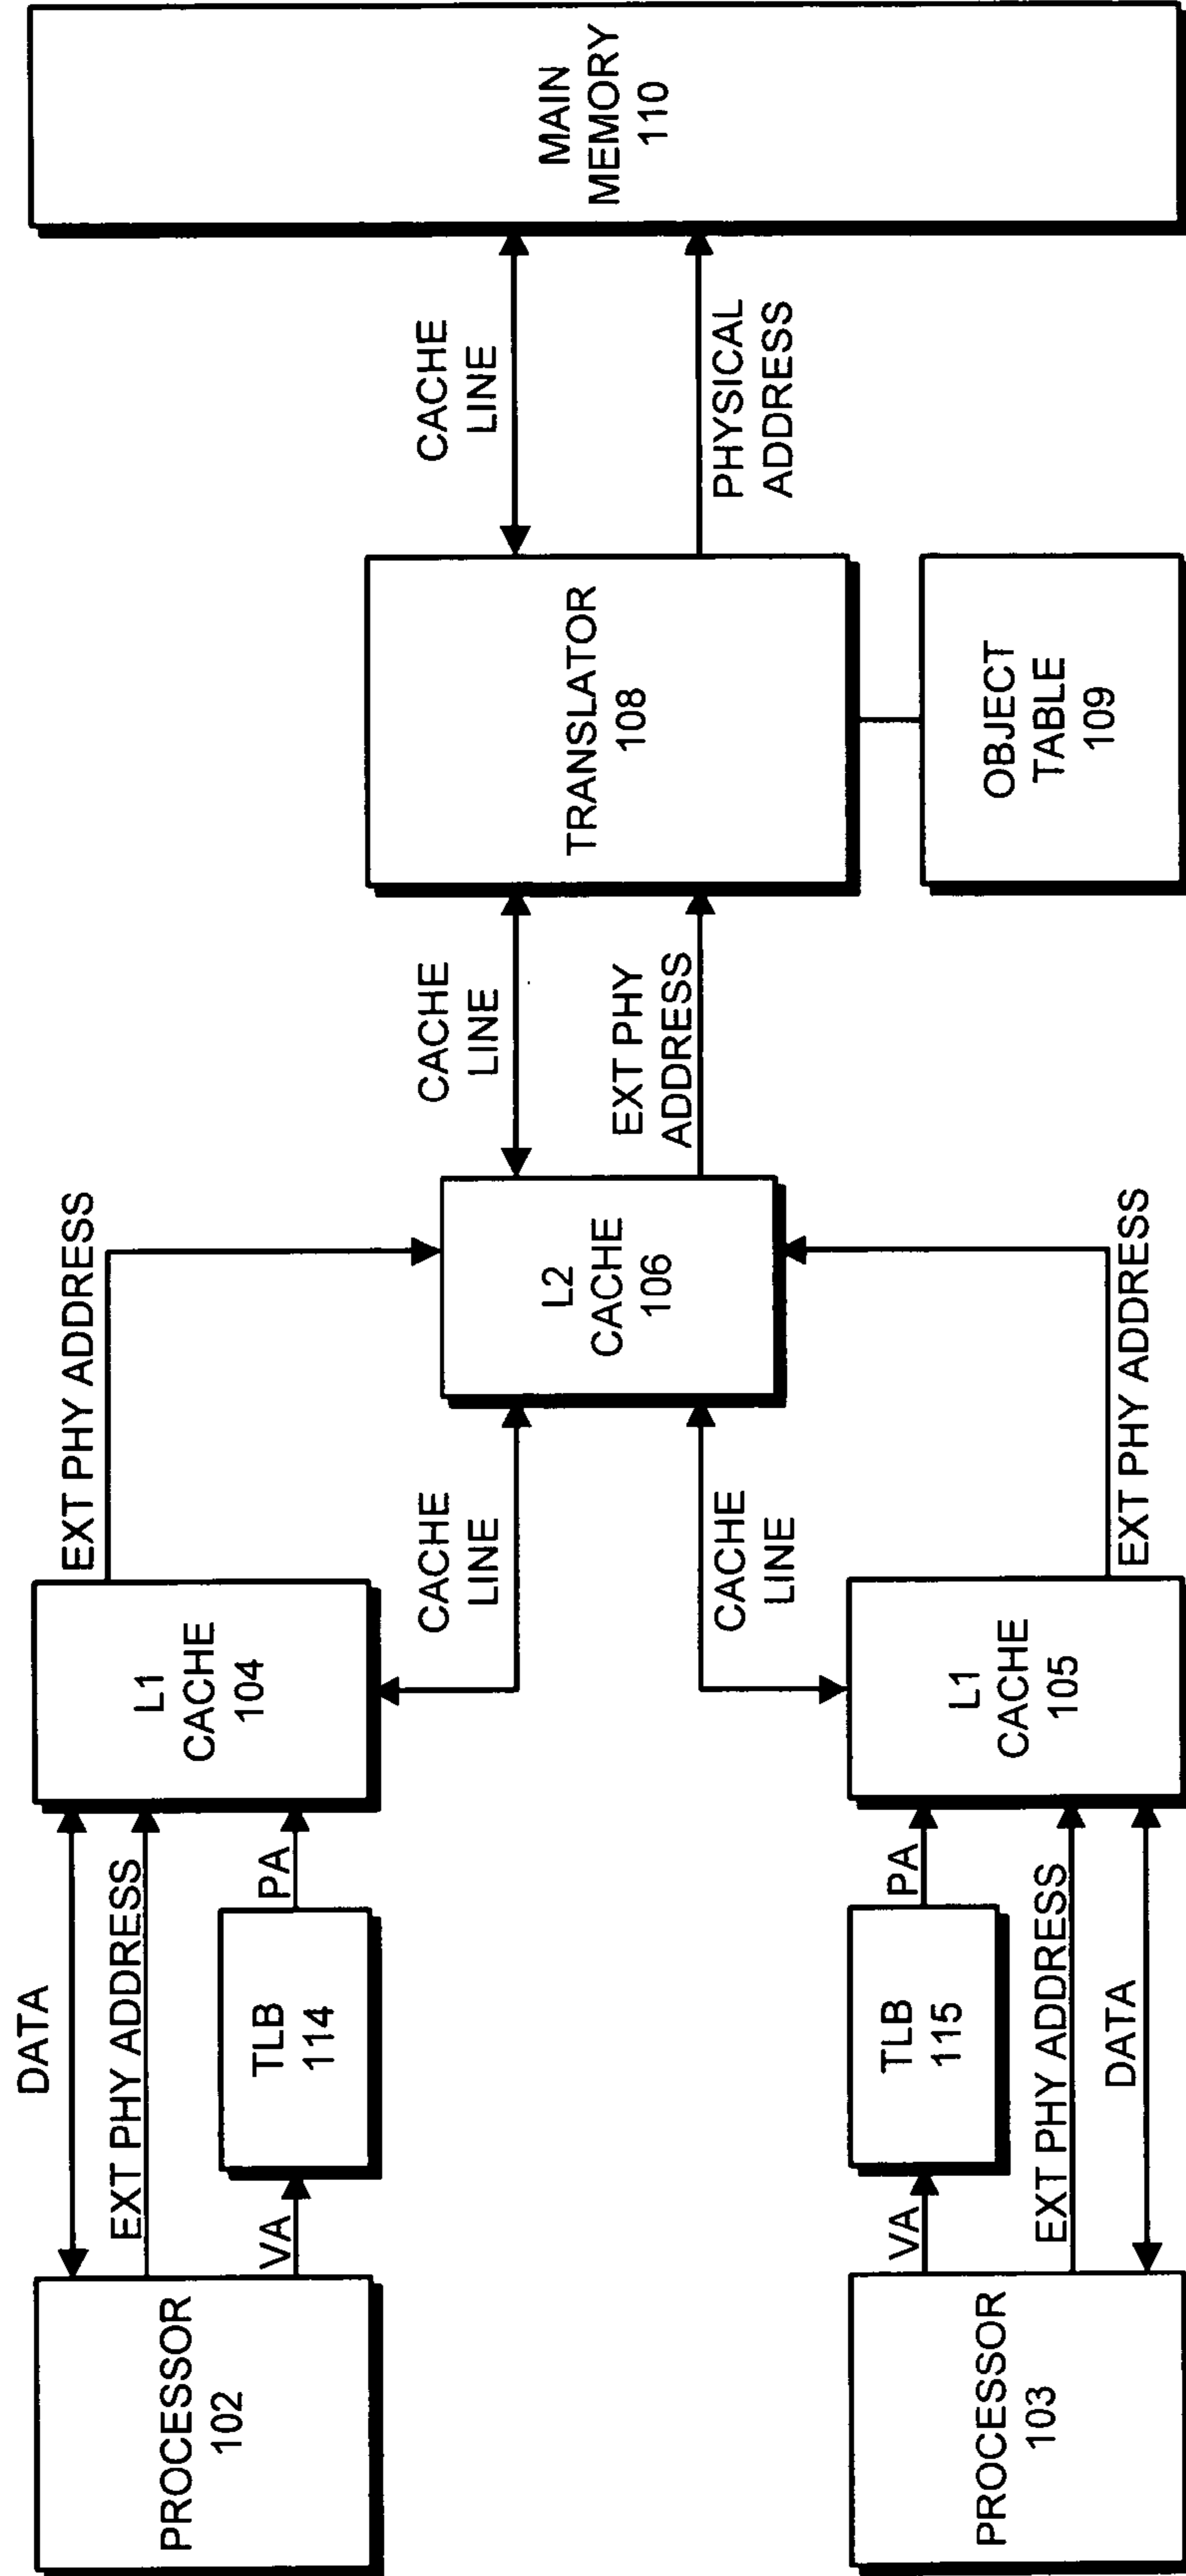 DATA
EXT PHY ADDRESS
PROCESSOR
102
VA
TLB
114
PA
L1
CACHE
104
EXT PHY ADDRESS
CACHE
LINE
L2
CACHE
106
CACHE
LINE
EXT PHY
ADDRESS
TRANSLATOR
108
CACHE
LINE
PHYSICAL
ADDRESS
MAIN
MEMORY
110
OBJECT
TABLE
109
PROCESSOR
103
VA
TLB
115
PA
EXT PHY ADDRESS
DATA
L1
CACHE
105
CACHE
LINE
EXT PHY ADDRESS